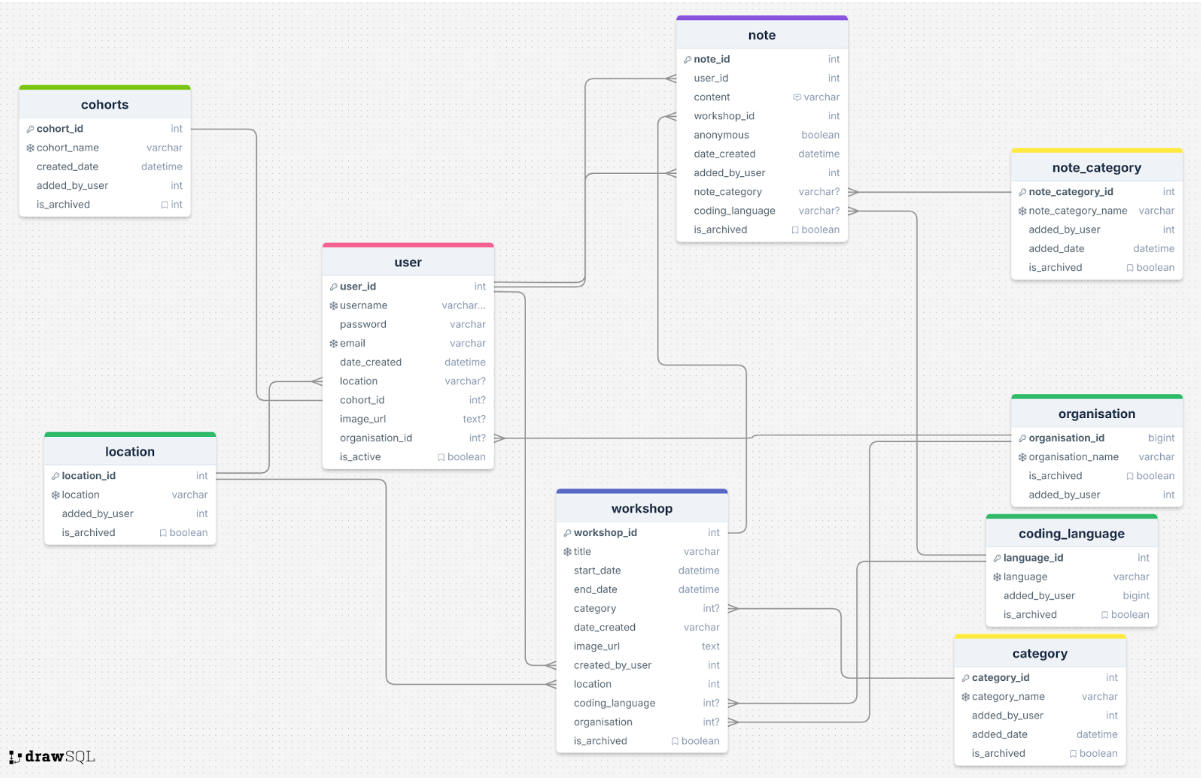 note
note_id int
user_id int
content varchar
workshop_id int
anonymous boolean
date_created datetime
added_by_user int
note_category varchar?
coding_language varchar?
is_archived boolean
cohorts
cohort_id int
cohort_name varchar
created_date datetime
added_by_user int
is_archived int
note_category
note_category_id int
note_category_name varchar
added_by_user int
added_date datetime
is_archived boolean
user
user_id int
username varchar...
password varchar
email varchar
date_created datetime
location varchar?
cohort_id int?
image_url text?
organisation_id int?
is_active boolean
organisation
organisation_id bigint
organisation_name varchar
is_archived boolean
added_by_user int
location
location_id int
location varchar
added_by_user int
is_archived boolean
workshop
workshop_id int
title varchar
start_date datetime
end_date datetime
category int?
date_created varchar
image_url text
created_by_user int
location int
coding_language int?
organisation int?
is_archived boolean
coding_language
language_id int
language varchar
added_by_user bigint
is_archived boolean
category
category_id int
category_name varchar
added_by_user int
added_date datetime
is_archived boolean
drawSQL